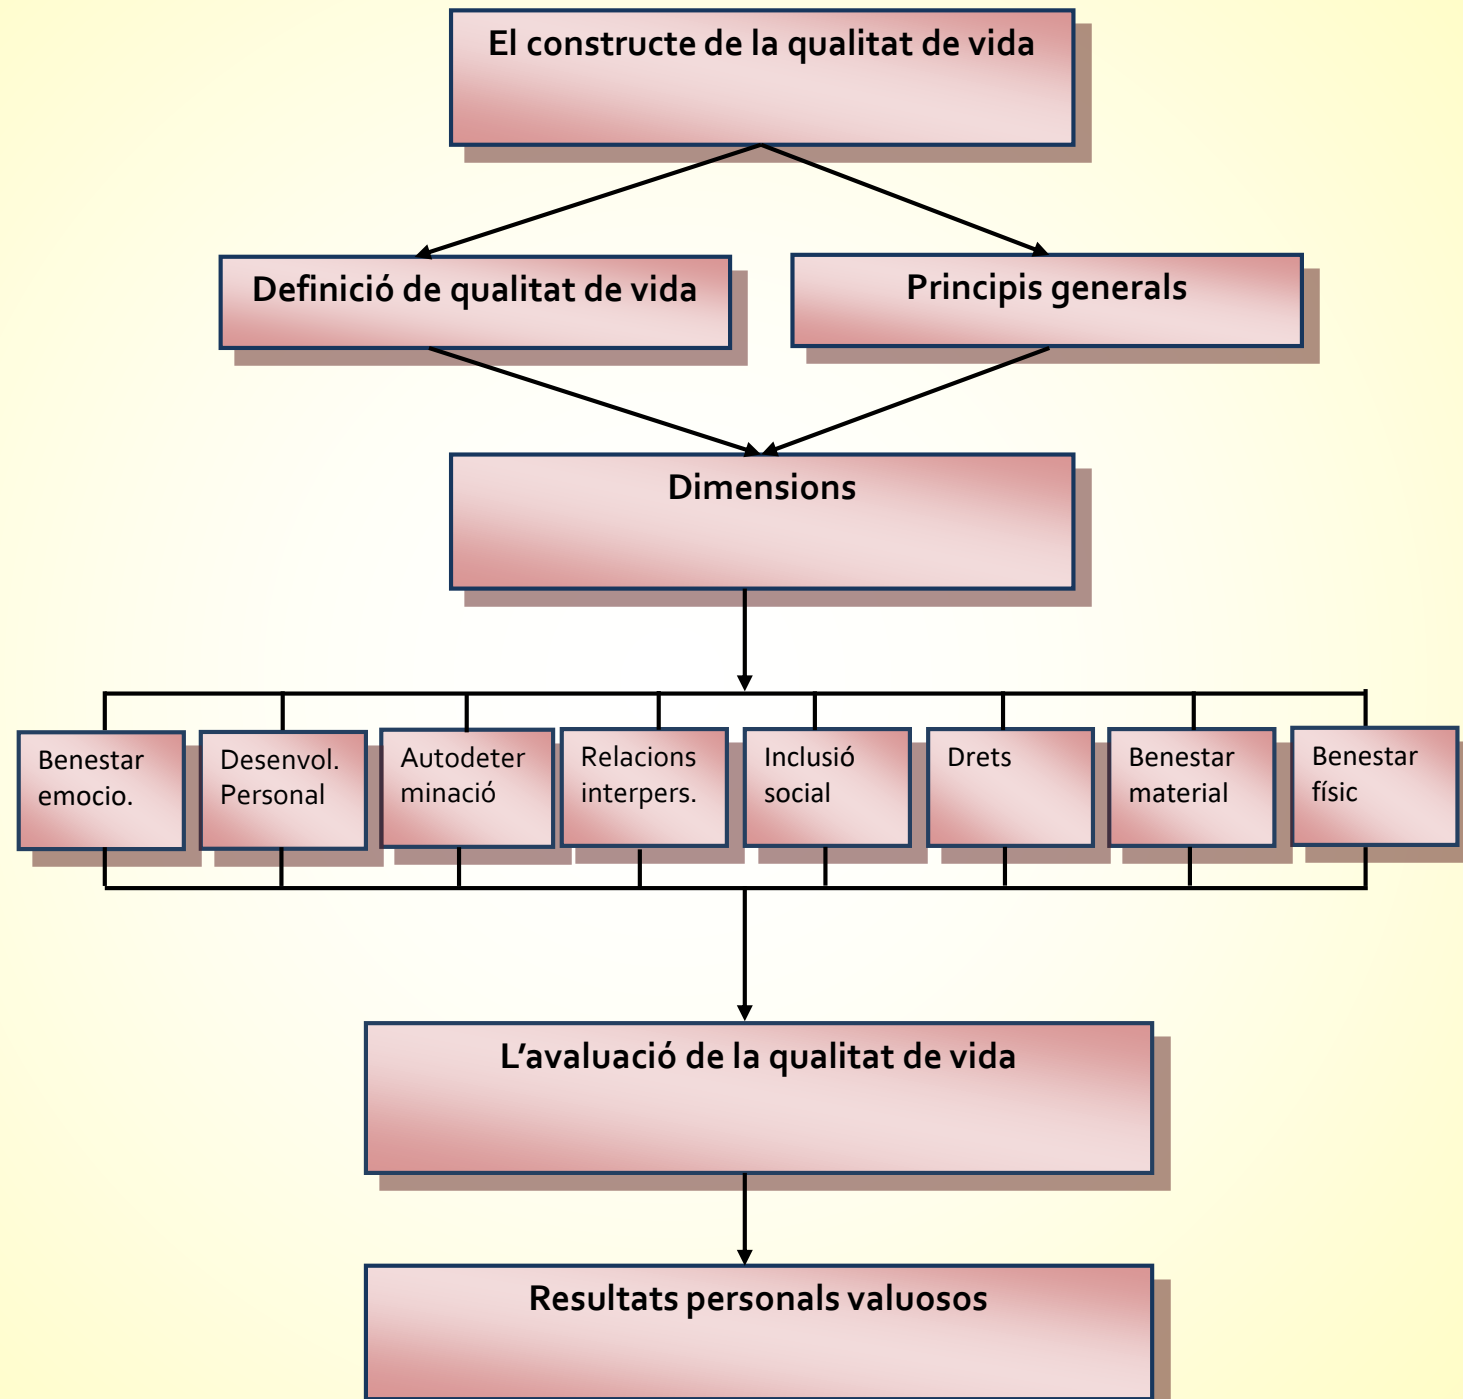 El constructe de la qualitat de vida
Definició de qualitat de vida
Principis generals
Dimensions
Benestar
emocio.
Desenvol.
Personal
Autodeter
minació
Relacions
interpers.
Inclusió
social
Drets
Benestar
material
Benestar
físic
L’avaluació de la qualitat de vida
Resultats personals valuosos